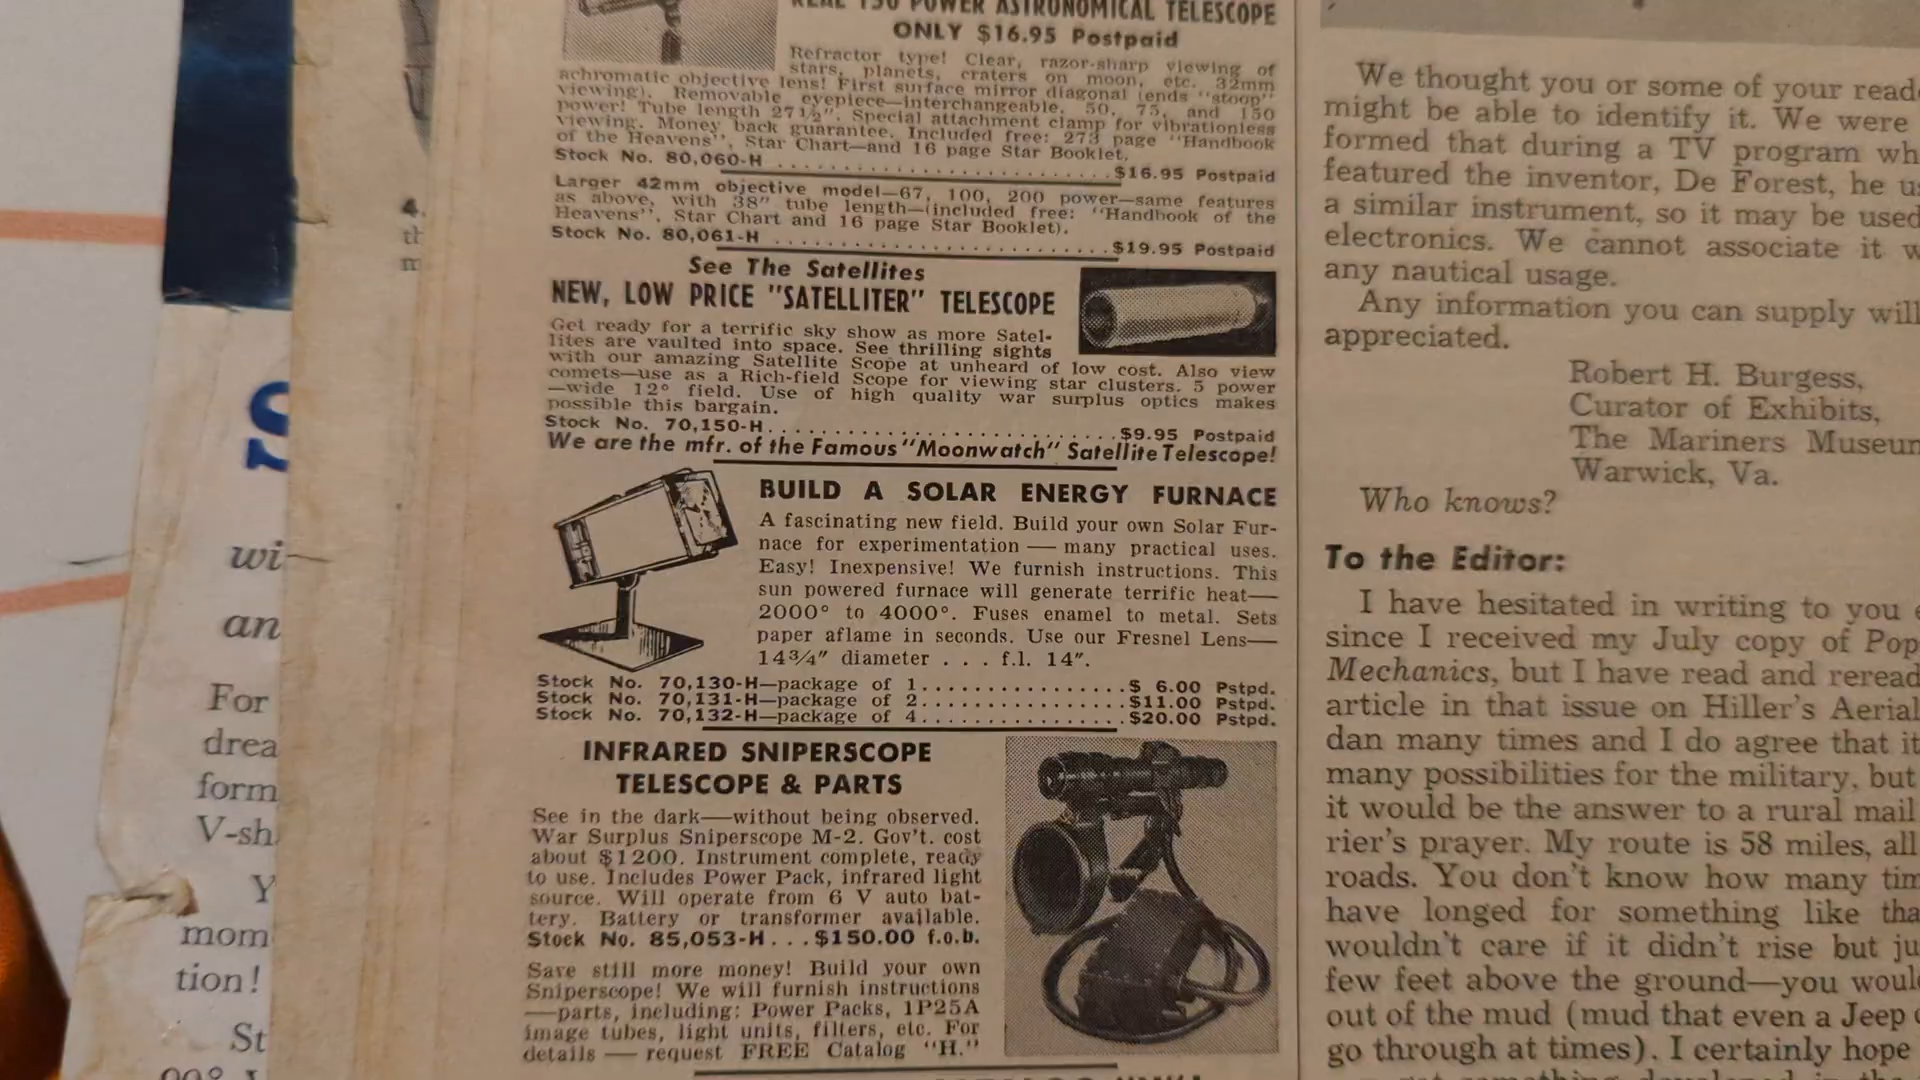 REAL 150 POWER ASTRONOMICAL TELESCOPE
ONLY $16.95 Postpaid
Refractor type! Clear, razor-sharp viewing of
stars, planets, craters on moon, etc. 32mm
achromatic objective lens! First surface mirror diagonal (ends "stoop"
viewing). Removable eyepiece—interchangeable, 50, 75, and 150
power! Tube length 27½". Special attachment clamp for vibrationless
viewing. Money back guarantee. Included free: 273 page "Handbook
of the Heavens", Star Chart—and 16 page Star Booklet.
Stock No. 80,060-H ........................ $16.95 Postpaid
Larger 42mm objective model—67, 100, 200 power—same features
as above, with 38" tube length—(included free: "Handbook of the
Heavens", Star Chart and 16 page Star Booklet).
Stock No. 80,061-H ........................ $19.95 Postpaid
See The Satellites
NEW, LOW PRICE "SATELLITER" TELESCOPE
Get ready for a terrific sky show as more Satel-
lites are vaulted into space. See thrilling sights
with our amazing Satellite Scope at unheard of low cost. Also view
comets—use as a Rich-field Scope for viewing star clusters. 5 power
—wide 12° field. Use of high quality war surplus optics makes
possible this bargain.
Stock No. 70,150-H ........................ $9.95 Postpaid
We are the mfr. of the Famous "Moonwatch" Satellite Telescope!
BUILD A SOLAR ENERGY FURNACE
A fascinating new field. Build your own Solar Fur-
nace for experimentation — many practical uses.
Easy! Inexpensive! We furnish instructions. This
sun powered furnace will generate terrific heat—
2000° to 4000°. Fuses enamel to metal. Sets
paper aflame in seconds. Use our Fresnel Lens—
14¾" diameter . . . f.l. 14".
Stock No. 70,130-H—package of 1 ................ $ 6.00 Pstpd.
Stock No. 70,131-H—package of 2 ................ $11.00 Pstpd.
Stock No. 70,132-H—package of 4 ................ $20.00 Pstpd.
INFRARED SNIPERSCOPE
TELESCOPE & PARTS
See in the dark—without being observed.
War Surplus Sniperscope M-2. Gov't. cost
about $1200. Instrument complete, ready
to use. Includes Power Pack, infrared light
source. Will operate from 6 V auto bat-
tery. Battery or transformer available.
Stock No. 85,053-H...$150.00 f.o.b.
Save still more money! Build your own
Sniperscope! We will furnish instructions
—parts, including: Power Packs, 1P25A
image tubes, light units, filters, etc. For
details — request FREE Catalog "H."
We thought you or some of your read
might be able to identify it. We were
formed that during a TV program wh
featured the inventor, De Forest, he us
a similar instrument, so it may be used
electronics. We cannot associate it w
any nautical usage.
Any information you can supply will
appreciated.
Robert H. Burgess,
Curator of Exhibits,
The Mariners Museum
Warwick, Va.
Who knows?
To the Editor:
I have hesitated in writing to you
since I received my July copy of Pop
Mechanics, but I have read and reread
article in that issue on Hiller's Aerial
dan many times and I do agree that it
many possibilities for the military, but
it would be the answer to a rural mail
rier's prayer. My route is 58 miles, all
roads. You don't know how many tim
have longed for something like tha
wouldn't care if it didn't rise but ju
few feet above the ground—you would
out of the mud (mud that even a Jeep
go through at times). I certainly hope
4.
th
m
wi
an
For
drea
form
V-sh
Y
mom
tion!
St